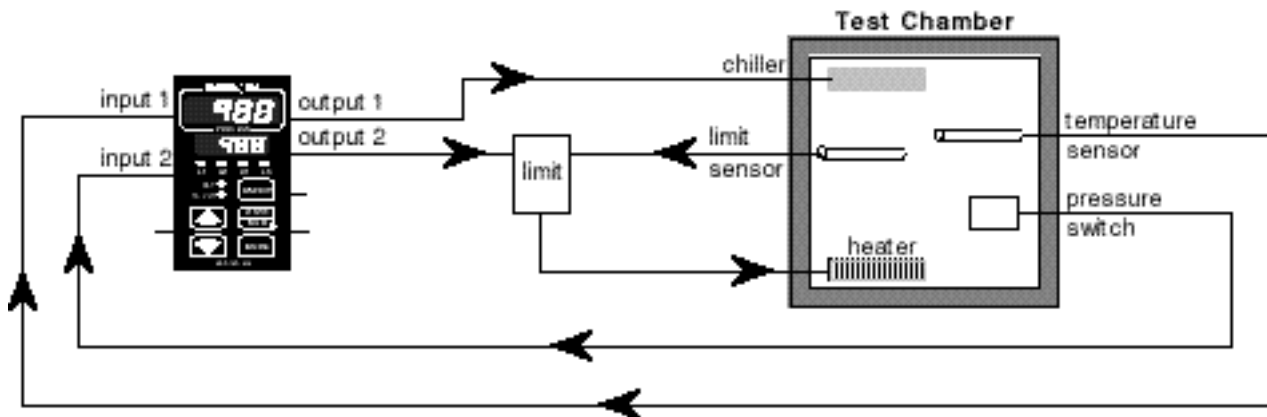 Test Chamber
chiller
input 1
output 1
988
output 2
988
input 2
limit
limit
sensor
temperature
sensor
pressure
switch
heater